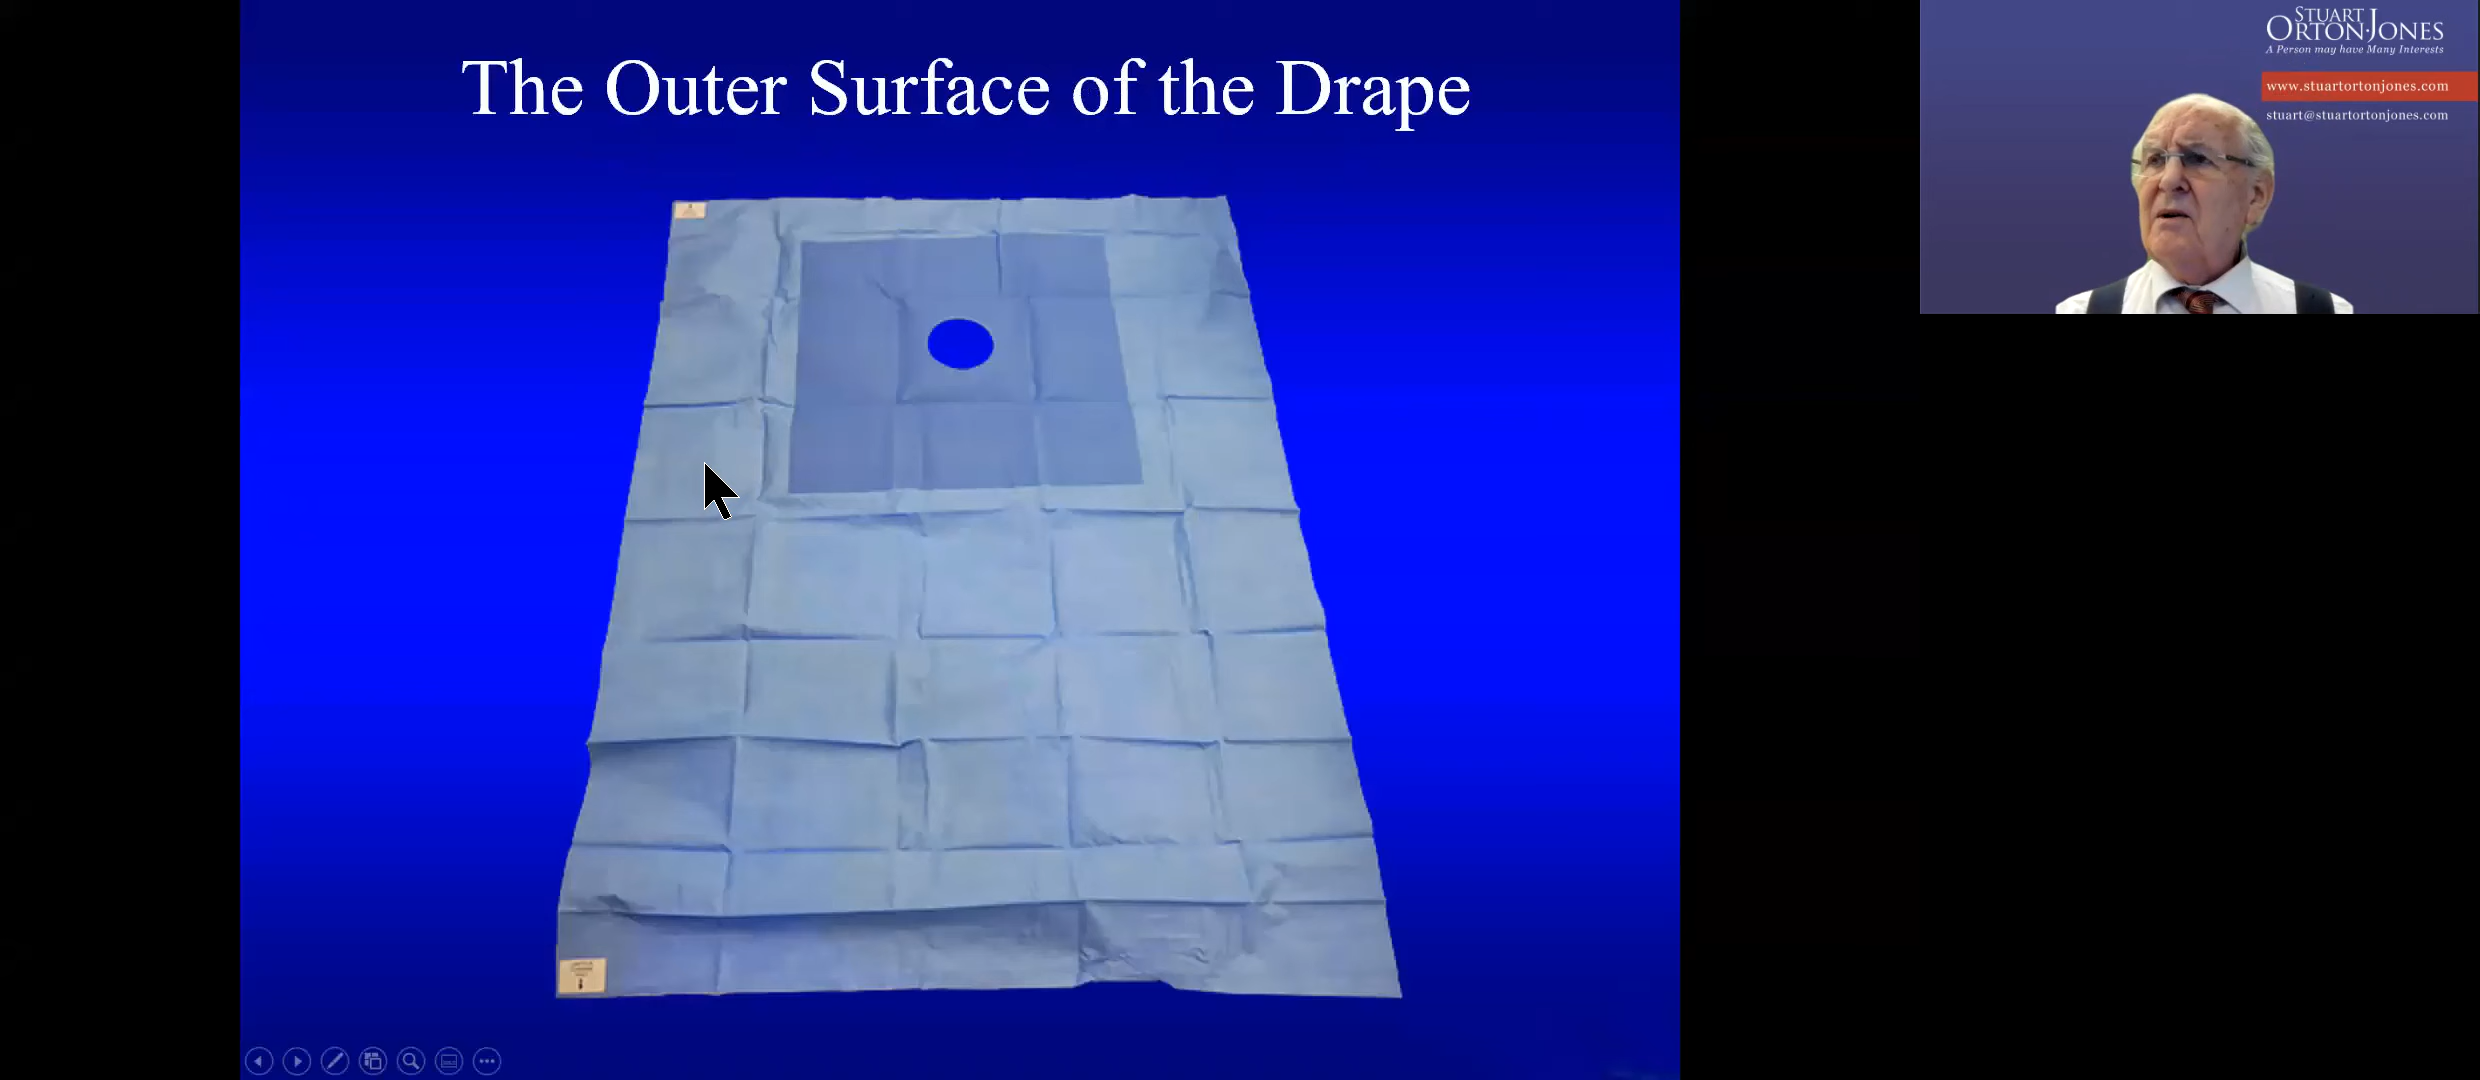 The Outer Surface of the Drape
STUART
ORTON-JONES
A Person may have Many Interests
www.stuartortonjones.com
stuart@stuartortonjones.com